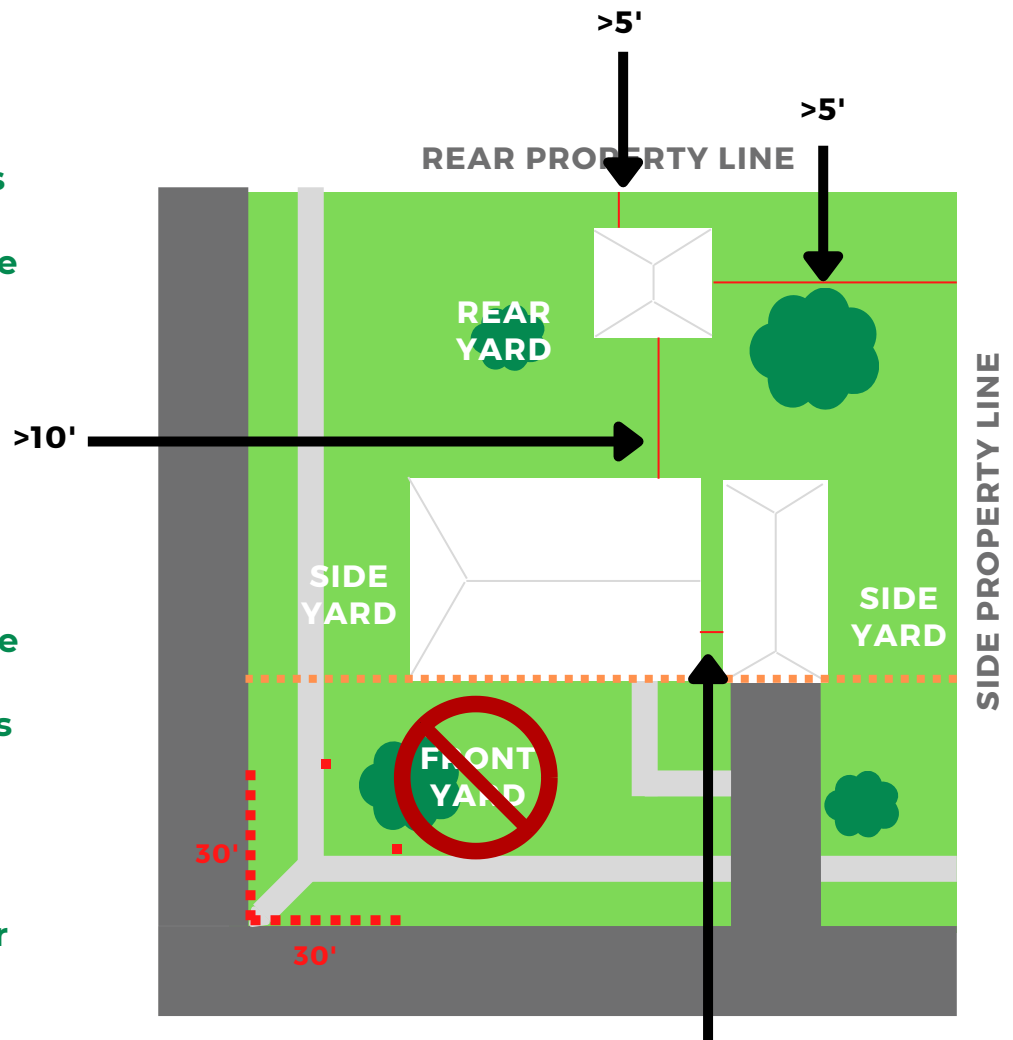 >5'
>5'
REAR PROPERTY LINE
s
e
REAR
YARD
>10'
SIDE PROPERTY LINE
SIDE
YARD
SIDE
YARD
e
s
FRONT
YARD
30'
r
30'